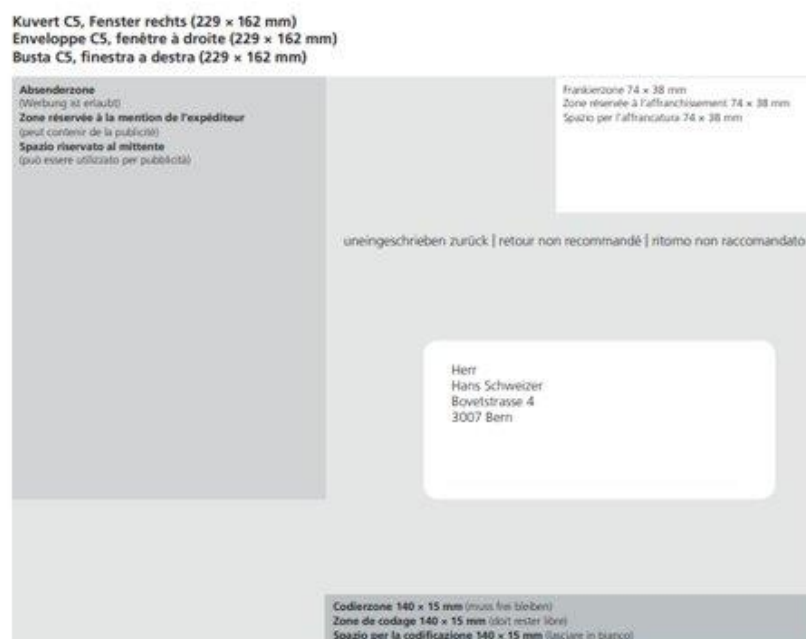 Kuvert C5, Fenster rechts (229 × 162 mm)
Enveloppe C5, fenêtre à droite (229 × 162 mm)
Busta C5, finestra a destra (229 × 162 mm)
Absenderzone
(Werbung ist erlaubt)
Zone réservée à la mention de l'expéditeur
(peut contenir de la publicité)
Spazio riservato al mittente
(può essere utilizzato per pubblicità)
Frankierzone 74 × 38 mm
Zone réservée à l'affranchissement 74 × 38 mm
Spazio per l'affrancatura 74 × 38 mm
uneingeschrieben zurück | retour non recommandé | ritorno non raccomandato
Herr
Hans Schweizer
Bovetstrasse 4
3007 Bern
Codierzone 140 × 15 mm (muss frei bleiben)
Zone de codage 140 × 15 mm (doit rester libre)
Spazio per la codificazione 140 × 15 mm (lasciare in bianco)